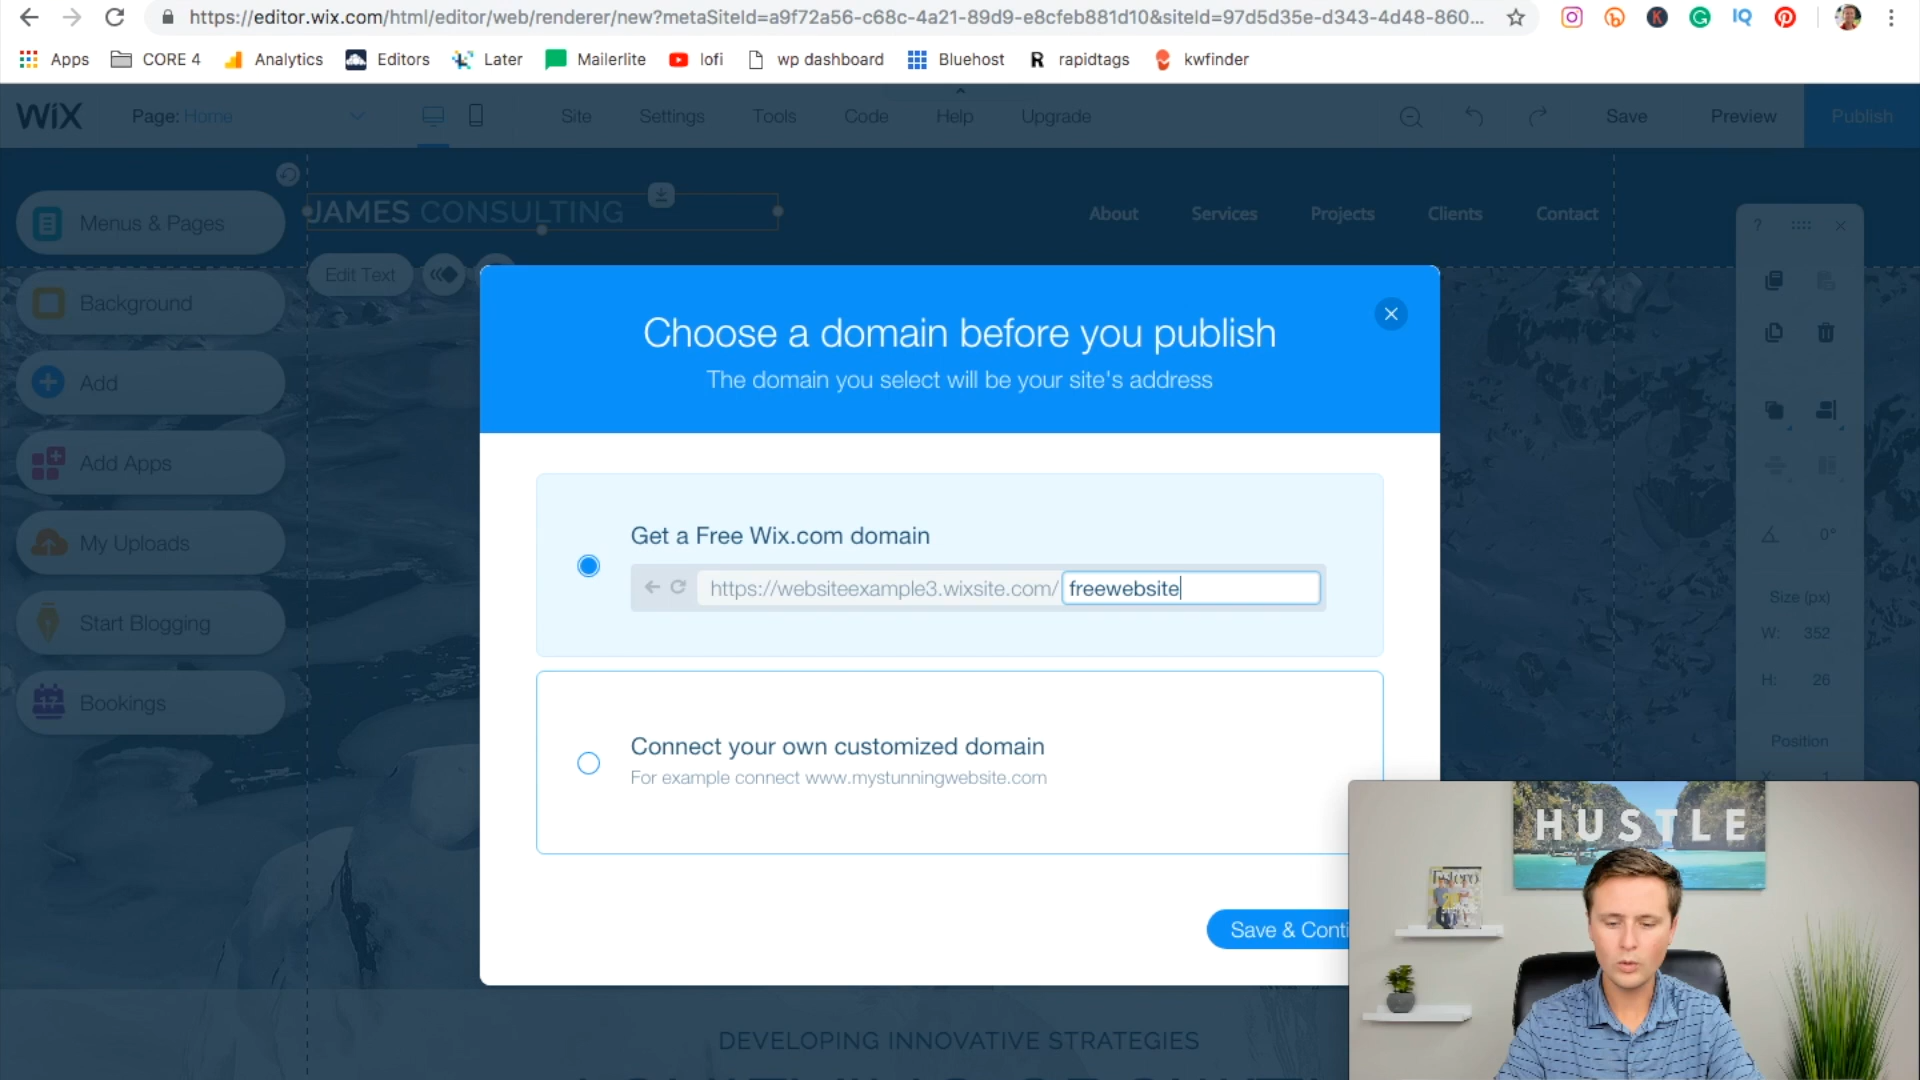 https://editor.wix.com/html/editor/web/renderer/new?metaSiteId=a9f72a56-c68c-4a21-89d9-e8cfeb881d10&siteId=97d5d35e-d343-4d48-860...
Apps CORE 4 Analytics Editors Later Mailerlite lofi wp dashboard Bluehost R rapidtags kwfinder
WiX Page: Home Site Settings Tools Code Help Upgrade Save Preview Publish
JAMES CONSULTING About Services Projects Clients Contact
Menus & Pages
Edit Text
Background
Add
Add Apps
My Uploads
Start Blogging
Bookings
Choose a domain before you publish
The domain you select will be your site's address
Get a Free Wix.com domain
https://websiteexample3.wixsite.com/ freewebsite
Connect your own customized domain
For example connect www.mystunningwebsite.com
Save & Conti
?
0°
Size (px)
W: 352
H: 26
Position
HUSTLE
DEVELOPING INNOVATIVE STRATEGIES